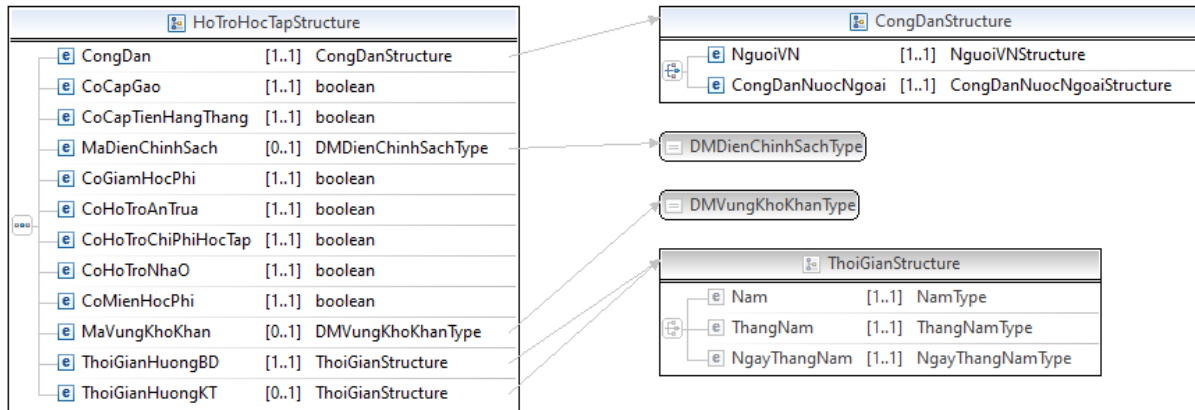 HoTroHocTapStructure
CongDan [1..1] CongDanStructure
CoCapGao [1..1] boolean
CoCapTienHangThang [1..1] boolean
MaDienChinhSach [0..1] DMDienChinhSachType
CoGiamHocPhi [1..1] boolean
CoHoTroAnTrua [1..1] boolean
CoHoTroChiPhiHocTap [1..1] boolean
CoHoTroNhaO [1..1] boolean
CoMienHocPhi [1..1] boolean
MaVungKhoKhan [0..1] DMVungKhoKhanType
ThoiGianHuongBD [1..1] ThoiGianStructure
ThoiGianHuongKT [0..1] ThoiGianStructure
CongDanStructure
NguoiVN [1..1] NguoiVNStructure
CongDanNuocNgoai [1..1] CongDanNuocNgoaiStructure
DMDienChinhSachType
DMVungKhoKhanType
ThoiGianStructure
Nam [1..1] NamType
ThangNam [1..1] ThangNamType
NgayThangNam [1..1] NgayThangNamType